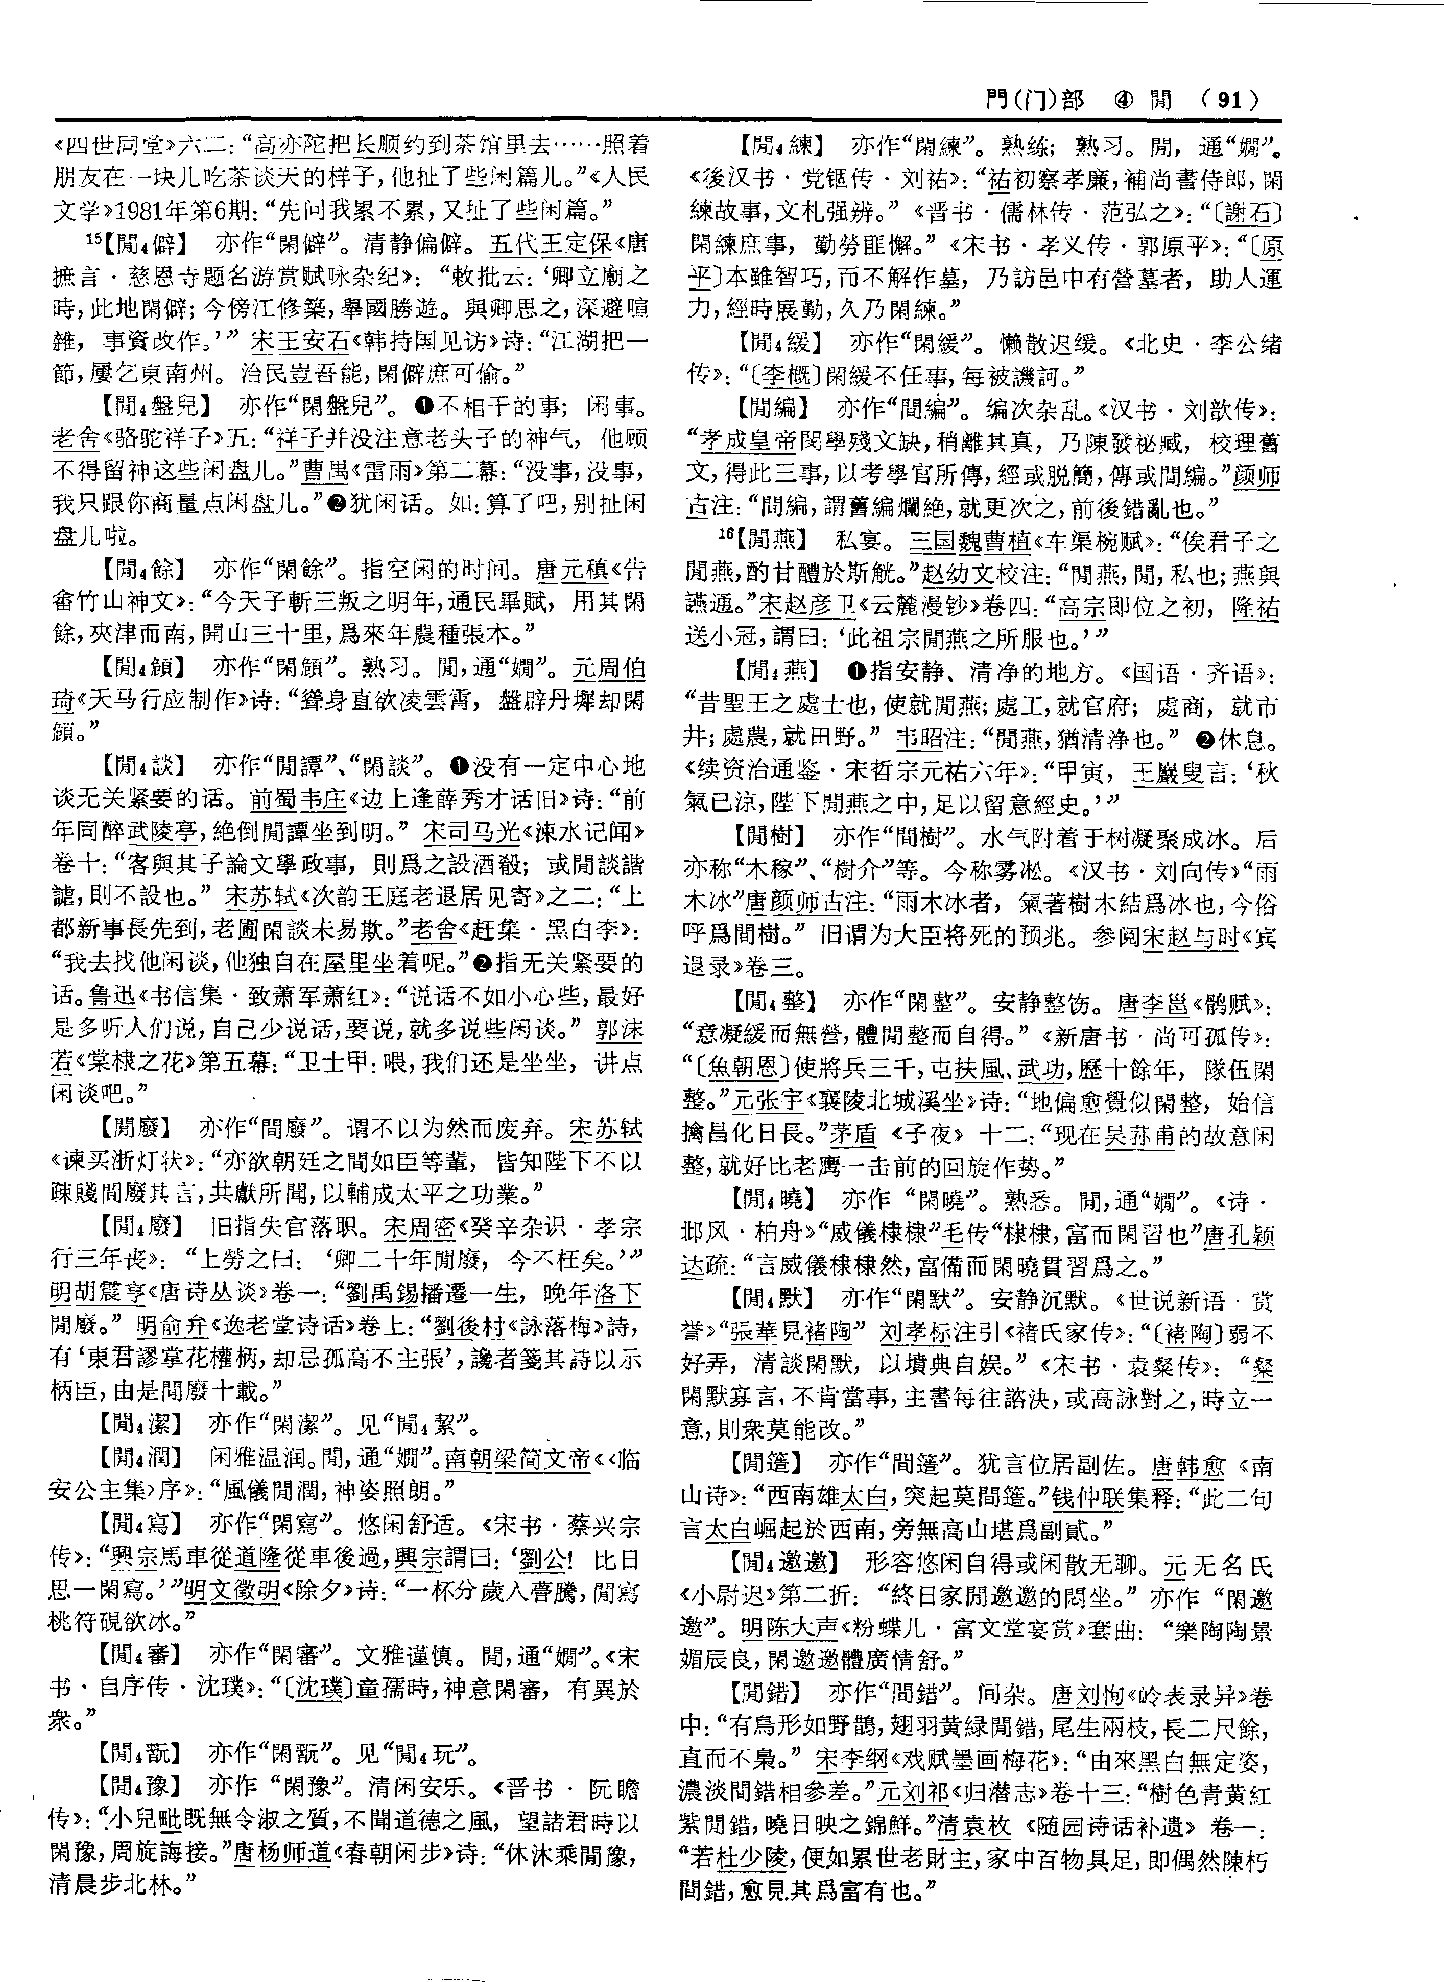 門(门)部　④　閒　（91）
《四世同堂》六二：“高亦陀把长顺约到茶馆里去……照着
朋友在一块儿吃茶谈天的样子，他扯了些闲篇儿。”《人民
文学》1981年第6期：“先问我累不累，又扯了些闲篇。”
¹⁵【閒₄僻】　亦作“閑僻”。清静偏僻。五代王定保《唐
摭言·慈恩寺题名游赏赋咏杂纪》：“敕批云：‘卿立廟之
時，此地閑僻；今傍江修築，舉國勝遊。與卿思之，深避喧
雜，事資改作。’”宋王安石《韩持国见访》诗：“江湖把一
節，屢乞東南州。治民豈吾能，閑僻庶可偷。”
【閒₄盤兒】　亦作“閑盤兒”。❶不相干的事；闲事。
老舍《骆驼祥子》五：“祥子并没注意老头子的神气，他顾
不得留神这些闲盘儿。”曹禺《雷雨》第二幕：“没事，没事，
我只跟你商量点闲盘儿。”❷犹闲话。如：算了吧，别扯闲
盘儿啦。
【閒₄餘】　亦作“閑餘”。指空闲的时间。唐元稹《告
畬竹山神文》：“今天子斬三叛之明年，通民畢賦，用其閑
餘，夾津而南，開山三十里，爲來年農種張本。”
【閒₄頠】　亦作“閑頠”。熟习。閒，通“嫻”。元周伯
琦《天马行应制作》诗：“聳身直欲凌雲霄，盤辟丹墀却閑
頠。”
【閒₄談】　亦作“閒譚”、“閑談”。❶没有一定中心地
谈无关紧要的话。前蜀韦庄《边上逢薛秀才话旧》诗：“前
年同醉武陵亭，絶倒閒譚坐到明。”宋司马光《涑水记闻》
卷十：“客與其子論文學政事，則爲之設酒殽；或閒談諧
謔，則不設也。”宋苏轼《次韵王庭老退居见寄》之二：“上
都新事長先到，老圃閑談未易欺。”老舍《赶集·黑白李》：
“我去找他闲谈，他独自在屋里坐着呢。”❷指无关紧要的
话。鲁迅《书信集·致萧军萧红》：“说话不如小心些，最好
是多听人们说，自己少说话，要说，就多说些闲谈。”郭沫
若《棠棣之花》第五幕：“卫士甲：喂，我们还是坐坐，讲点
闲谈吧。”
【閒廢】　亦作“間廢”。谓不以为然而废弃。宋苏轼
《谏买浙灯状》：“亦欲朝廷之間如臣等輩，皆知陛下不以
疎賤間廢其言，共獻所聞，以輔成太平之功業。”
【閒₄廢】　旧指失官落职。宋周密《癸辛杂识·孝宗
行三年丧》：“上勞之曰：‘卿二十年閒廢，今不枉矣。’”
明胡震亨《唐诗丛谈》卷一：“劉禹錫播遷一生，晚年洛下
閒廢。”明俞弁《逸老堂诗话》卷上：“劉後村《詠落梅》詩，
有‘東君謬掌花權柄，却忌孤高不主張’，讒者箋其詩以示
柄臣，由是閒廢十載。”
【閒₄潔】　亦作“閑潔”。见“閒₄絜”。
【閒₄潤】　闲雅温润。閒，通“嫺”。南朝梁简文帝《〈临
安公主集〉序》：“風儀閒潤，神姿照朗。”
【閒₄寫】　亦作“閑寫”。悠闲舒适。《宋书·蔡兴宗
传》：“興宗馬車從道隆從車後過，興宗謂曰：‘劉公！比日
思一閑寫。’”明文徵明《除夕》诗：“一杯分歲入瞢騰，閒寫
桃符硯欲冰。”
【閒₄審】　亦作“閑審”。文雅谨慎。閒，通“嫺”。《宋
书·自序传·沈璞》：“〔沈璞〕童孺時，神意閑審，有異於
衆。”
【閒₄翫】　亦作“閑翫”。见“閒₄玩”。
【閒₄豫】　亦作“閑豫”。清闲安乐。《晋书·阮瞻
传》：“小兒毗既無令淑之質，不聞道德之風，望諸君時以
閑豫，周旋誨接。”唐杨师道《春朝闲步》诗：“休沐乘閒豫，
清晨步北林。”
【閒₄練】　亦作“閑練”。熟练；熟习。閒，通“嫺”。
《後汉书·党锢传·刘祐》：“祐初察孝廉，補尚書侍郎，閑
練故事，文札强辨。”《晋书·儒林传·范弘之》：“〔謝石〕
閑練庶事，勤勞匪懈。”《宋书·孝义传·郭原平》：“〔原
平〕本雖智巧，而不解作墓，乃訪邑中有營墓者，助人運
力，經時展勤，久乃閑練。”
【閒₄緩】　亦作“閑緩”。懒散迟缓。《北史·李公绪
传》：“〔李概〕閑緩不任事，每被譏訶。”
【閒編】　亦作“間編”。编次杂乱。《汉书·刘歆传》：
“孝成皇帝閔學殘文缺，稍離其真，乃陳發祕臧，校理舊
文，得此三事，以考學官所傳，經或脱簡，傳或間編。”颜师
古注：“間編，謂舊編爛絶，就更次之，前後錯亂也。”
¹⁶【閒燕】　私宴。三国魏曹植《车渠椀赋》：“俟君子之
閒燕，酌甘醴於斯觥。”赵幼文校注：“閒燕，閒，私也；燕與
讌通。”宋赵彦卫《云麓漫钞》卷四：“高宗即位之初，隆祐
送小冠，謂曰：‘此祖宗閒燕之所服也。’”
【閒₄燕】　❶指安静、清净的地方。《国语·齐语》：
“昔聖王之處士也，使就閒燕；處工，就官府；處商，就市
井；處農，就田野。”韦昭注：“閒燕，猶清淨也。”❷休息。
《续资治通鉴·宋哲宗元祐六年》：“甲寅，王巖叟言：‘秋
氣已涼，陛下閒燕之中，足以留意經史。’”
【閒樹】　亦作“間樹”。水气附着于树凝聚成冰。后
亦称“木稼”、“樹介”等。今称雾凇。《汉书·刘向传》“雨
木冰”唐颜师古注：“雨木冰者，氣著樹木結爲冰也，今俗
呼爲間樹。”旧谓为大臣将死的预兆。参阅宋赵与时《宾
退录》卷三。
【閒₄整】　亦作“閑整”。安静整饬。唐李邕《鹘赋》：
“意凝緩而無營，體閒整而自得。”《新唐书·尚可孤传》：
“〔魚朝恩〕使將兵三千，屯扶風、武功，歷十餘年，隊伍閑
整。”元张宇《襄陵北城溪坐》诗：“地偏愈覺似閑整，始信
擒昌化日長。”茅盾《子夜》十二：“现在吴荪甫的故意闲
整，就好比老鹰一击前的回旋作势。”
【閒₄曉】　亦作“閑曉”。熟悉。閒，通“嫺”。《诗·
邶风·柏舟》“威儀棣棣”毛传“棣棣，富而閑習也”唐孔颖
达疏：“言威儀棣棣然，富備而閑曉貫習爲之。”
【閒₄默】　亦作“閑默”。安静沉默。《世说新语·赏
誉》“張華見褚陶”刘孝标注引《褚氏家传》：“〔褚陶〕弱不
好弄，清談閑默，以墳典自娱。”《宋书·袁粲传》：“粲
閑默寡言，不肯當事，主書每往諮決，或高詠對之，時立一
意，則衆莫能改。”
【閒簉】　亦作“間簉”。犹言位居副佐。唐韩愈《南
山诗》：“西南雄太白，突起莫間簉。”钱仲联集释：“此二句
言太白崛起於西南，旁無高山堪爲副貳。”
【閒₄邀邀】　形容悠闲自得或闲散无聊。元无名氏
《小尉迟》第二折：“終日家閒邀邀的悶坐。”亦作“閑邀
邀”。明陈大声《粉蝶儿·富文堂宴赏》套曲：“樂陶陶景
媚辰良，閑邀邀體廣情舒。”
【閒錯】　亦作“間錯”。间杂。唐刘恂《岭表录异》卷
中：“有鳥形如野鵲，翅羽黄緑閒錯，尾生兩枝，長二尺餘，
直而不裊。”宋李纲《戏赋墨画梅花》：“由來黑白無定姿，
濃淡間錯相參差。”元刘祁《归潜志》卷十三：“樹色青黄紅
紫閒錯，曉日映之錦鮮。”清袁枚《随园诗话补遗》卷一：
“若杜少陵，便如累世老財主，家中百物具足，即偶然陳朽
間錯，愈見其爲富有也。”